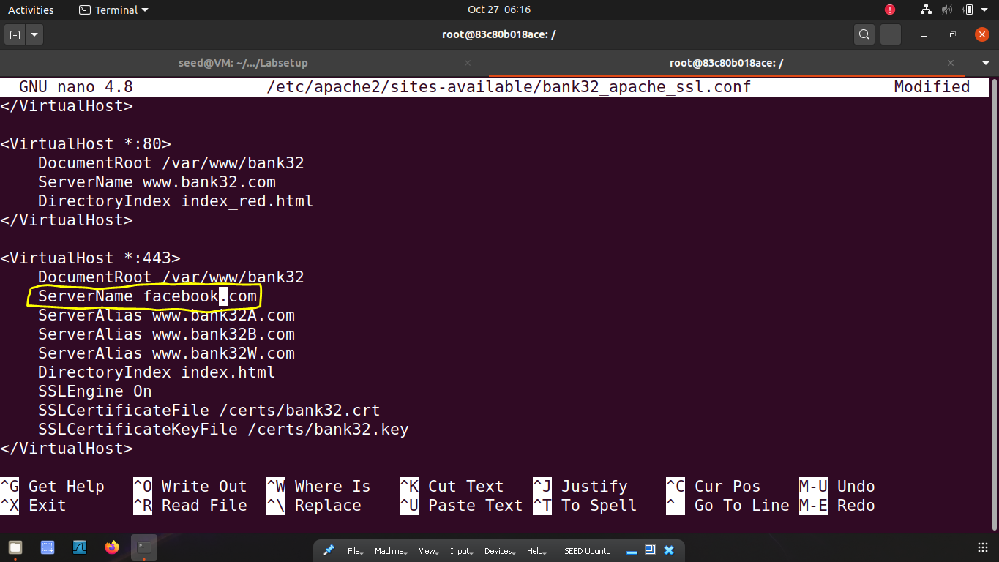 Activities Terminal Oct 27 06:16
root@83c80b018ace: /
seed@VM: ~/.../Labsetup root@83c80b018ace: /
GNU nano 4.8 /etc/apache2/sites-available/bank32_apache_ssl.conf Modified
</VirtualHost>
<VirtualHost *:80>
DocumentRoot /var/www/bank32
ServerName www.bank32.com
DirectoryIndex index_red.html
</VirtualHost>
<VirtualHost *:443>
DocumentRoot /var/www/bank32
ServerName facebook.com
ServerAlias www.bank32A.com
ServerAlias www.bank32B.com
ServerAlias www.bank32W.com
DirectoryIndex index.html
SSLEngine On
SSLCertificateFile /certs/bank32.crt
SSLCertificateKeyFile /certs/bank32.key
</VirtualHost>
^G Get Help ^O Write Out ^W Where Is ^K Cut Text ^J Justify ^C Cur Pos M-U Undo
^X Exit ^R Read File ^\ Replace ^U Paste Text ^T To Spell ^_ Go To Line M-E Redo
File Machine View Input Devices Help SEED Ubuntu